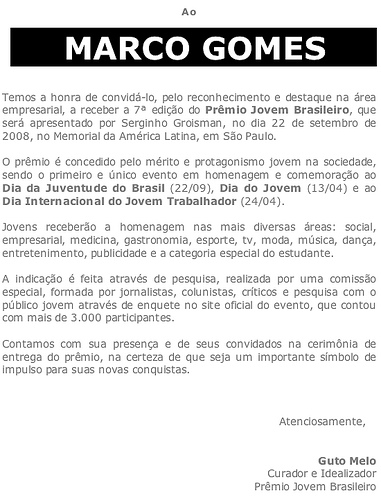 Ao
MARCO GOMES
Temos a honra de convidá-lo, pelo reconhecimento e destaque na área
empresarial, a receber a 7ª edição do Prêmio Jovem Brasileiro, que
será apresentado por Serginho Groisman, no dia 22 de setembro de
2008, no Memorial da América Latina, em São Paulo.
O prêmio é concedido pelo mérito e protagonismo jovem na sociedade,
sendo o primeiro e único evento em homenagem e comemoração ao
Dia da Juventude do Brasil (22/09), Dia do Jovem (13/04) e ao
Dia Internacional do Jovem Trabalhador (24/04).
Jovens receberão a homenagem nas mais diversas áreas: social,
empresarial, medicina, gastronomia, esporte, tv, moda, música, dança,
entretenimento, publicidade e a categoria especial do estudante.
A indicação é feita através de pesquisa, realizada por uma comissão
especial, formada por jornalistas, colunistas, críticos e pesquisa com o
público jovem através de enquete no site oficial do evento, que contou
com mais de 3.000 participantes.
Contamos com sua presença e de seus convidados na cerimônia de
entrega do prêmio, na certeza de que seja um importante símbolo de
impulso para suas novas conquistas.
Atenciosamente,
Guto Melo
Curador e Idealizador
Prêmio Jovem Brasileiro